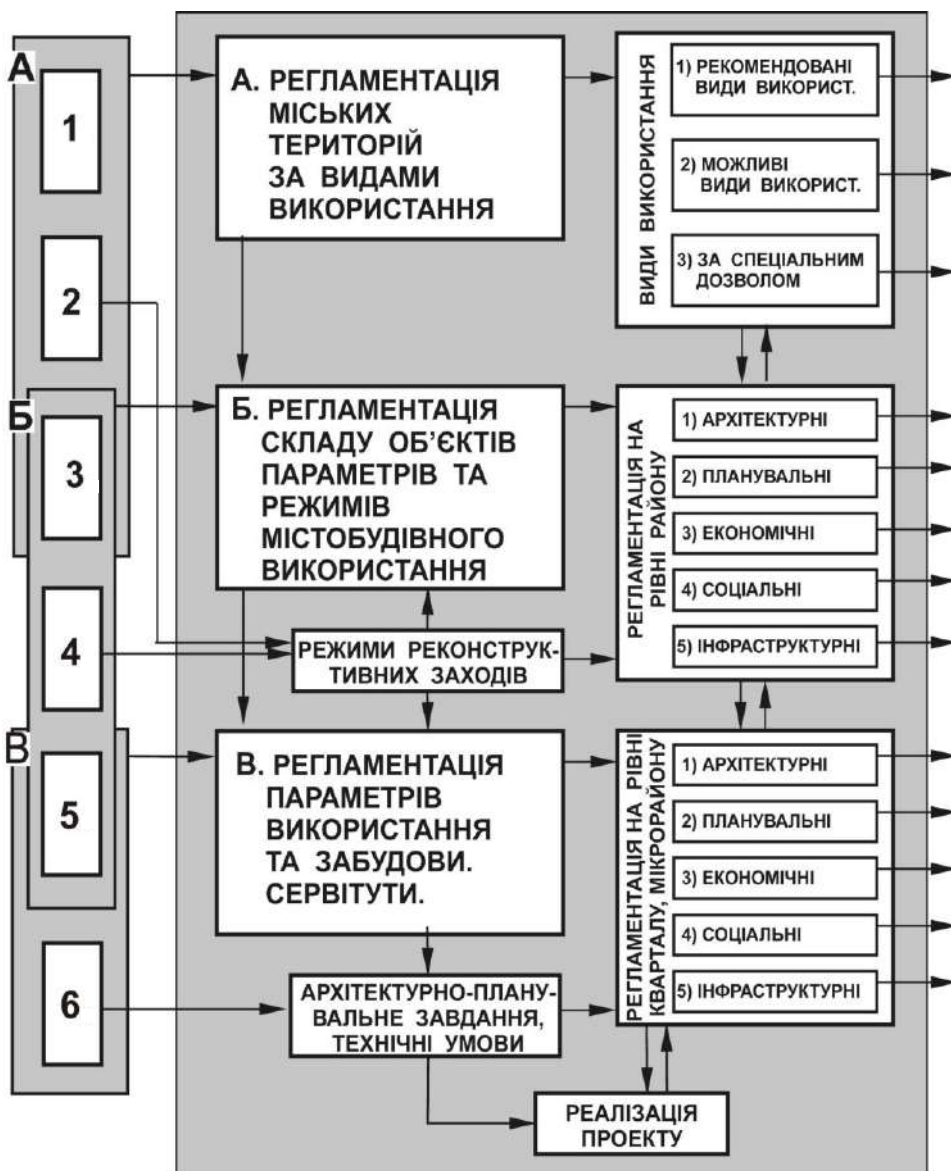 А
1
2
Б
3
4
В
5
6
А. РЕГЛАМЕНТАЦІЯ
МІСЬКИХ
ТЕРИТОРІЙ
ЗА ВИДАМИ
ВИКОРИСТАННЯ
ВИДИ ВИКОРИСТАННЯ
1) РЕКОМЕНДОВАНІ
ВИДИ ВИКОРИСТ.
2) МОЖЛИВІ
ВИДИ ВИКОРИСТ.
3) ЗА СПЕЦІАЛЬНИМ
ДОЗВОЛОМ
Б. РЕГЛАМЕНТАЦІЯ
СКЛАДУ ОБ’ЄКТІВ
ПАРАМЕТРІВ ТА
РЕЖИМІВ
МІСТОБУДІВНОГО
ВИКОРИСТАННЯ
РЕГЛАМЕНТАЦІЯ НА
РІВНІ РАЙОНУ
1) АРХІТЕКТУРНІ
2) ПЛАНУВАЛЬНІ
3) ЕКОНОМІЧНІ
4) СОЦІАЛЬНІ
5) ІНФРАСТРУКТУРНІ
РЕЖИМИ РЕКОНСТРУК-
ТИВНИХ ЗАХОДІВ
В. РЕГЛАМЕНТАЦІЯ
ПАРАМЕТРІВ
ВИКОРИСТАННЯ
ТА ЗАБУДОВИ.
СЕРВІТУТИ.
РЕГЛАМЕНТАЦІЯ НА РІВНІ
КВАРТАЛУ, МІКРОРАЙОНУ
1) АРХІТЕКТУРНІ
2) ПЛАНУВАЛЬНІ
3) ЕКОНОМІЧНІ
4) СОЦІАЛЬНІ
5) ІНФРАСТРУКТУРНІ
АРХІТЕКТУРНО-ПЛАНУ-
ВАЛЬНЕ ЗАВДАННЯ,
ТЕХНІЧНІ УМОВИ
РЕАЛІЗАЦІЯ
ПРОЕКТУ